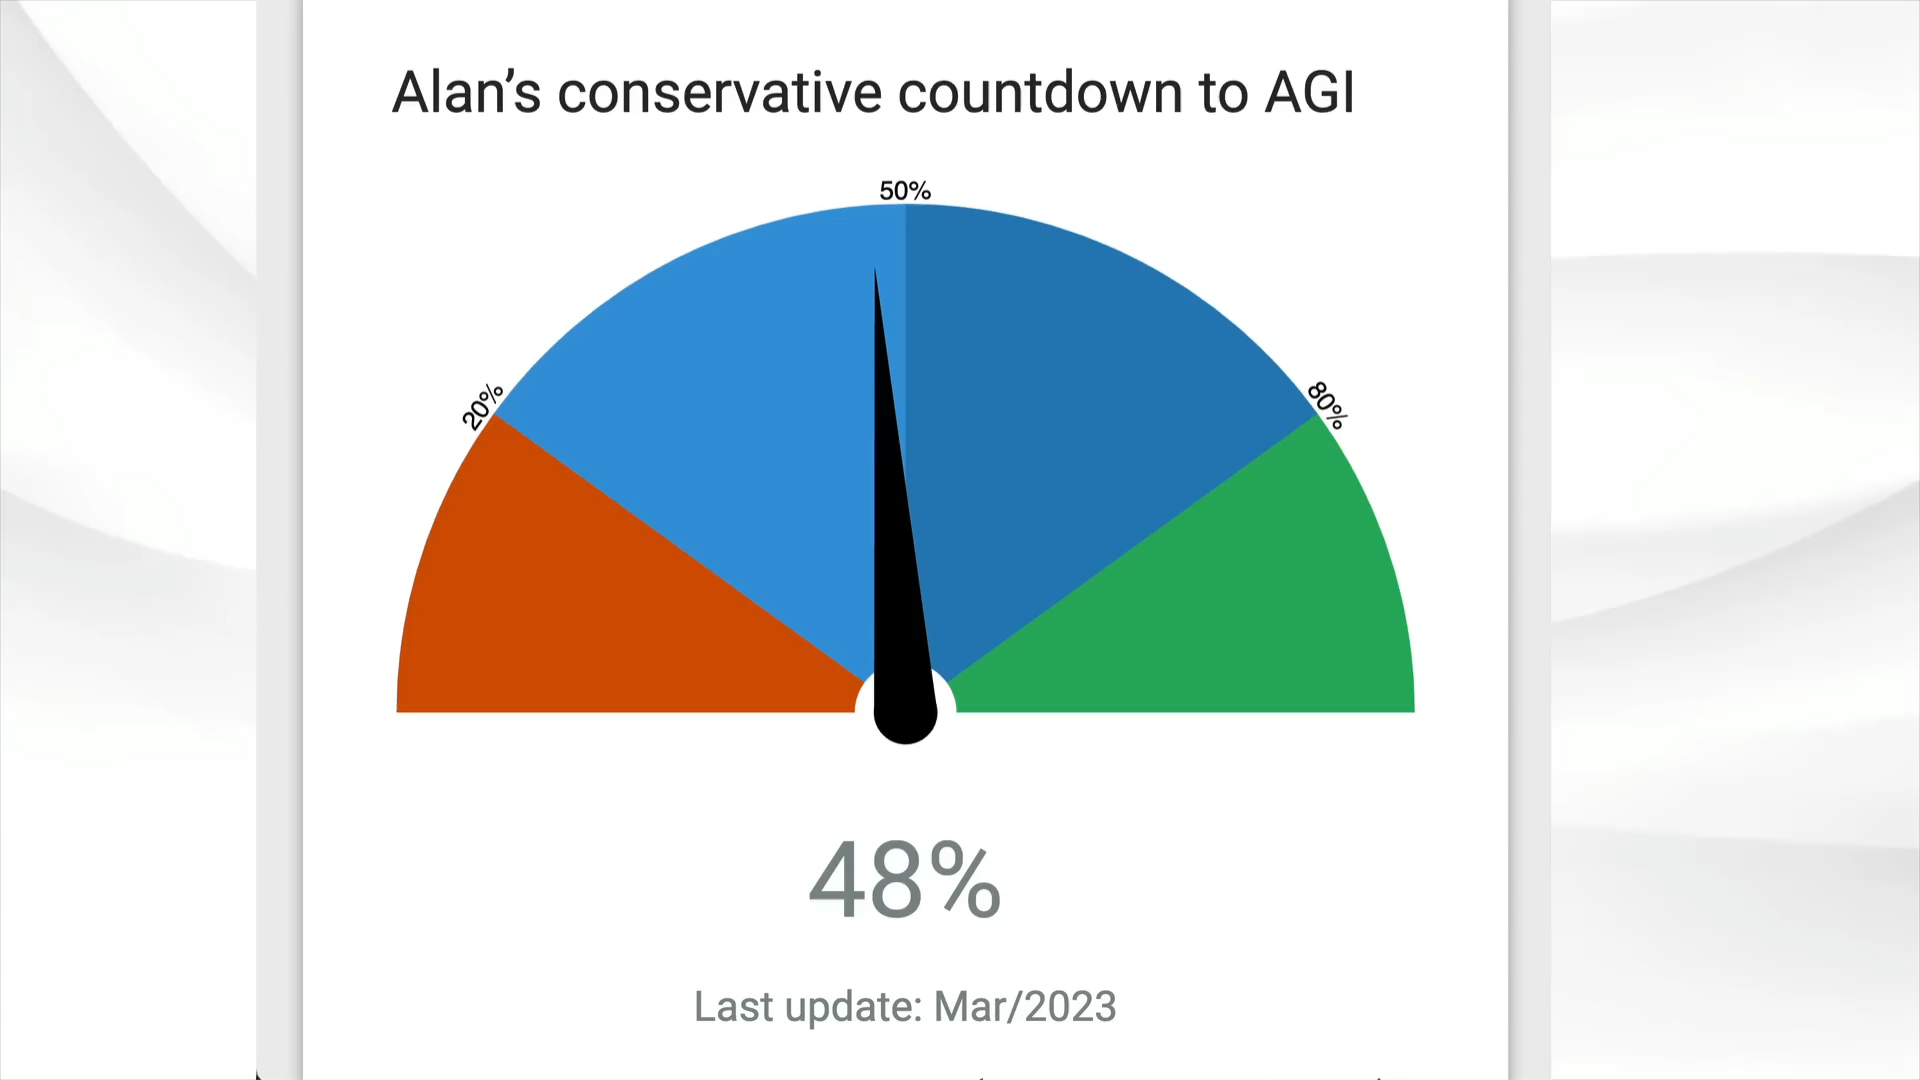 Alan’s conservative countdown to AGI
50%
20%
80%
48%
Last update: Mar/2023